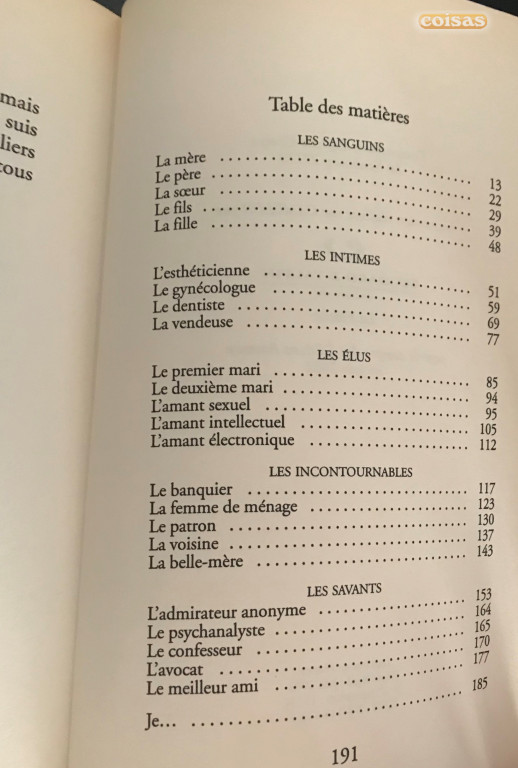 eoisas
mais
suis
liers
tous
Table des matières
LES SANGUINS
La mère .................................. 13
Le père .................................. 22
La sœur .................................. 29
Le fils .................................. 39
La fille .................................. 48
LES INTIMES
L'esthéticienne .................................. 51
Le gynécologue .................................. 59
Le dentiste .................................. 69
La vendeuse .................................. 77
LES ÉLUS
Le premier mari .................................. 85
Le deuxième mari .................................. 94
L'amant sexuel .................................. 95
L'amant intellectuel .................................. 105
L'amant électronique .................................. 112
LES INCONTOURNABLES
Le banquier .................................. 117
La femme de ménage .................................. 123
Le patron .................................. 130
La voisine .................................. 137
La belle-mère .................................. 143
LES SAVANTS
L'admirateur anonyme .................................. 153
Le psychanalyste .................................. 164
Le confesseur .................................. 165
L'avocat .................................. 170
Le meilleur ami .................................. 177
Je... .................................. 185
191